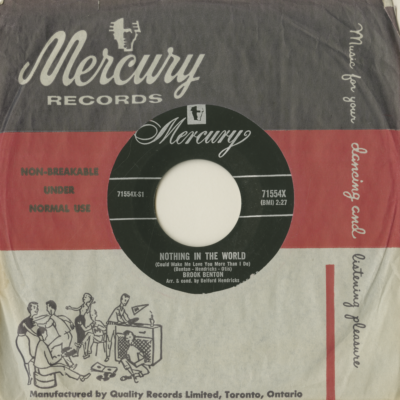 Mercury
RECORDS
Music for your dancing and listening pleasure
NON-BREAKABLE
UNDER
NORMAL USE
Mercury
71554X-S1
71554X
(BMI) 2:27
NOTHING IN THE WORLD
(Could Make Me Love You More Than I Do)
(Benton - Hendricks - Otis)
BROOK BENTON
Arr. & cond. by Belford Hendricks
Manufactured by Quality Records Limited, Toronto, Ontario